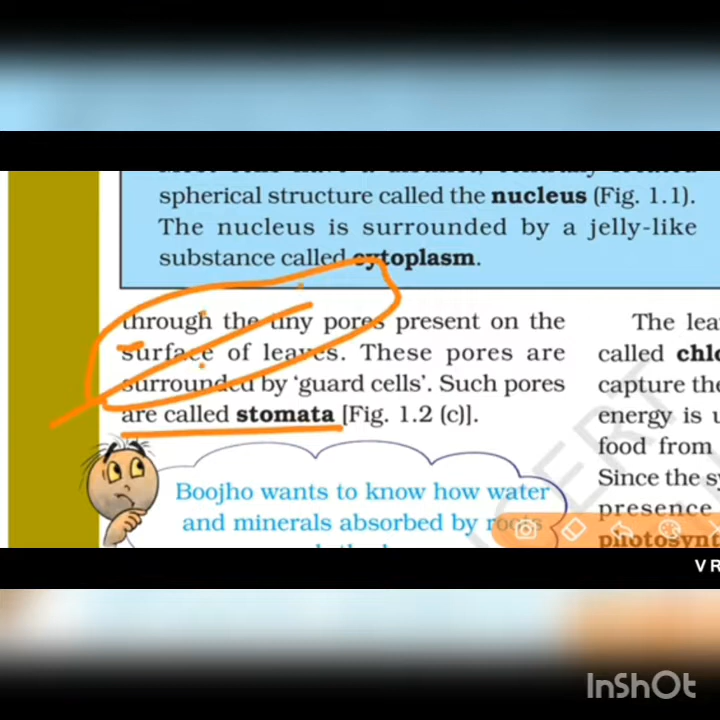 spherical structure called the nucleus (Fig. 1.1).
The nucleus is surrounded by a jelly-like
substance called cytoplasm.
through the tiny pores present on the
surface of leaves. These pores are
surrounded by ‘guard cells’. Such pores
are called stomata [Fig. 1.2 (c)].
Boojho wants to know how water
and minerals absorbed by roots
The lea
called chlo
capture the
energy is u
food from
Since the sy
presence
photosynt
VR
InShOt